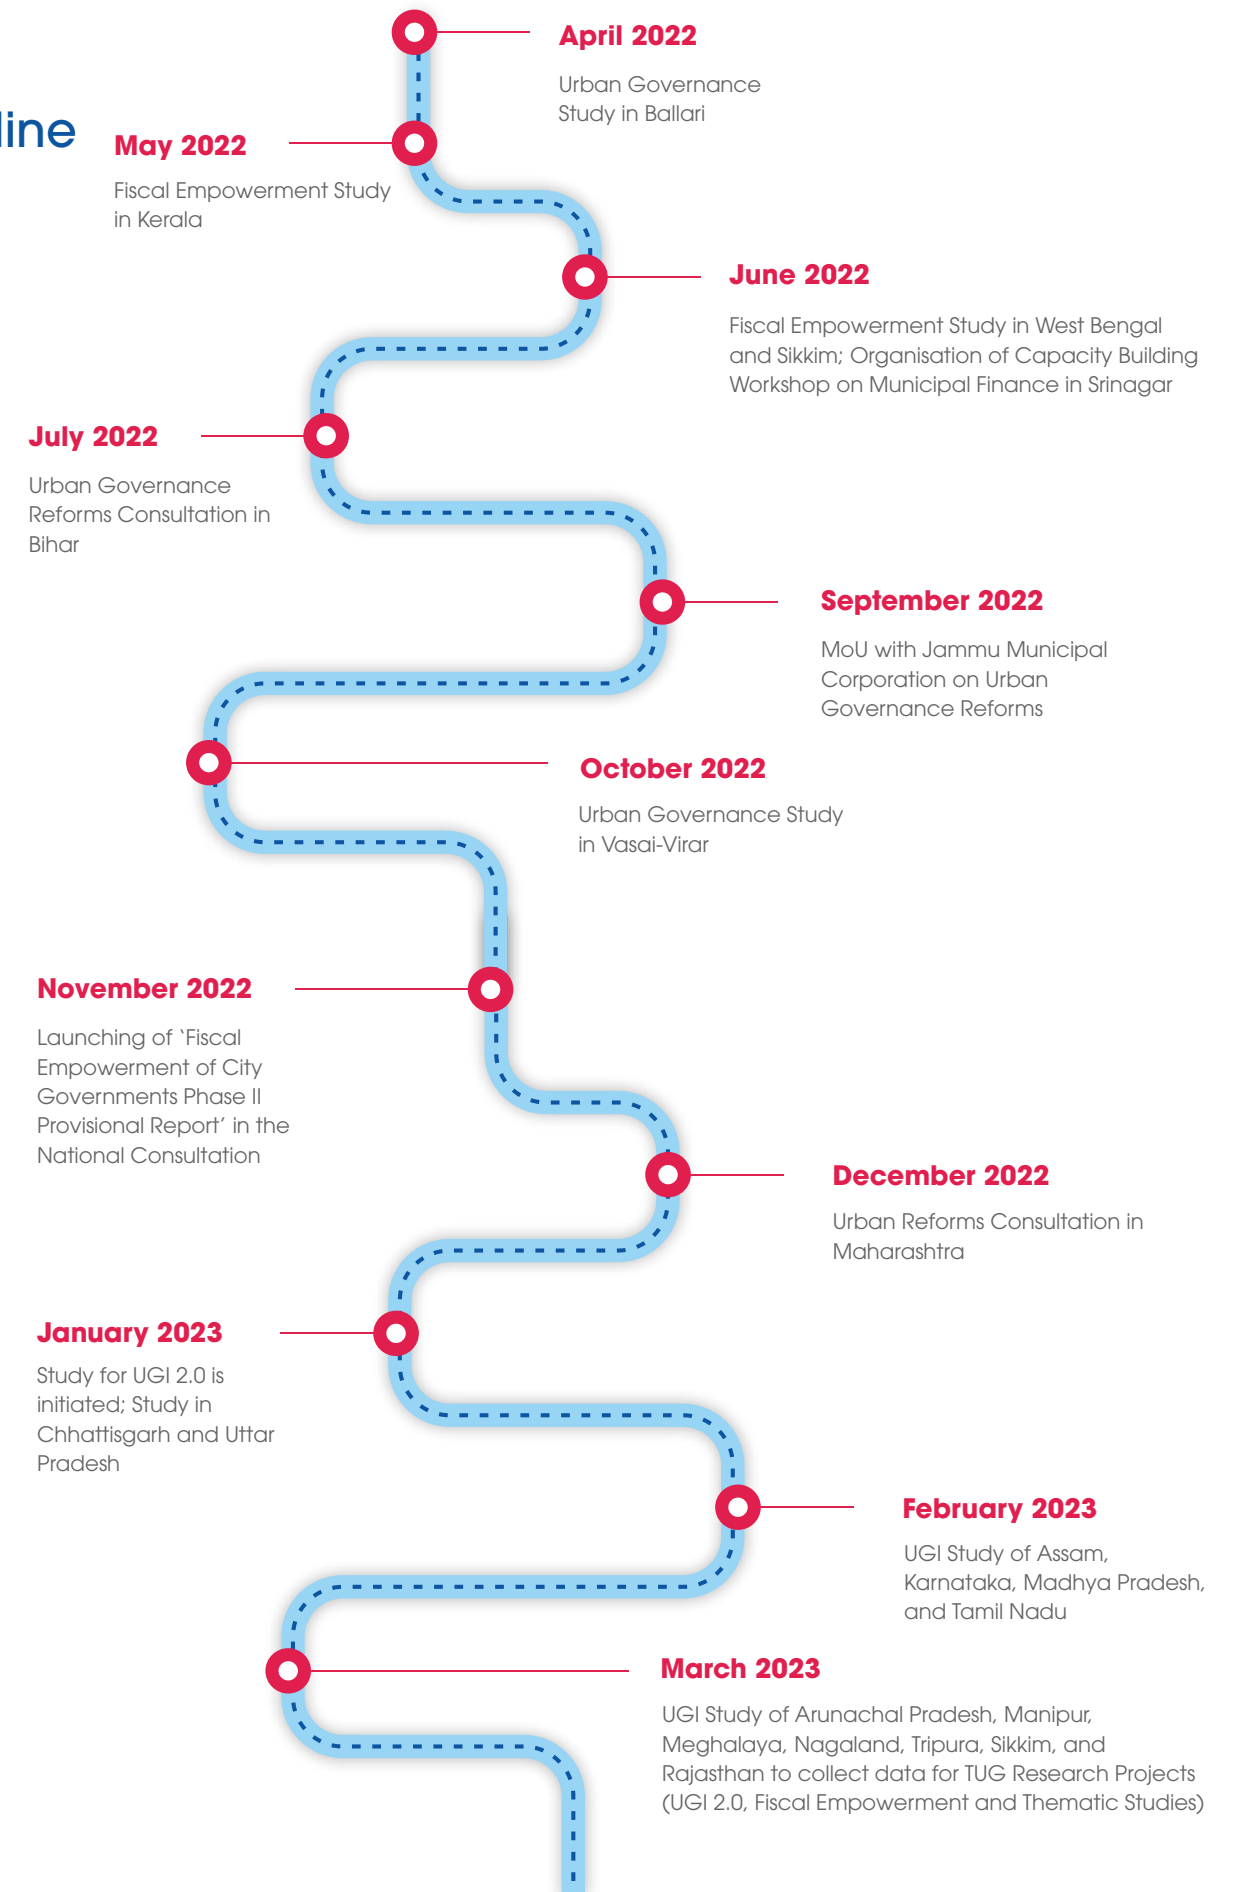 line
April 2022
Urban Governance
Study in Ballari
May 2022
Fiscal Empowerment Study
in Kerala
June 2022
Fiscal Empowerment Study in West Bengal
and Sikkim; Organisation of Capacity Building
Workshop on Municipal Finance in Srinagar
July 2022
Urban Governance
Reforms Consultation in
Bihar
September 2022
MoU with Jammu Municipal
Corporation on Urban
Governance Reforms
October 2022
Urban Governance Study
in Vasai-Virar
November 2022
Launching of ‘Fiscal
Empowerment of City
Governments Phase II
Provisional Report’ in the
National Consultation
December 2022
Urban Reforms Consultation in
Maharashtra
January 2023
Study for UGI 2.0 is
initiated; Study in
Chhattisgarh and Uttar
Pradesh
February 2023
UGI Study of Assam,
Karnataka, Madhya Pradesh,
and Tamil Nadu
March 2023
UGI Study of Arunachal Pradesh, Manipur,
Meghalaya, Nagaland, Tripura, Sikkim, and
Rajasthan to collect data for TUG Research Projects
(UGI 2.0, Fiscal Empowerment and Thematic Studies)